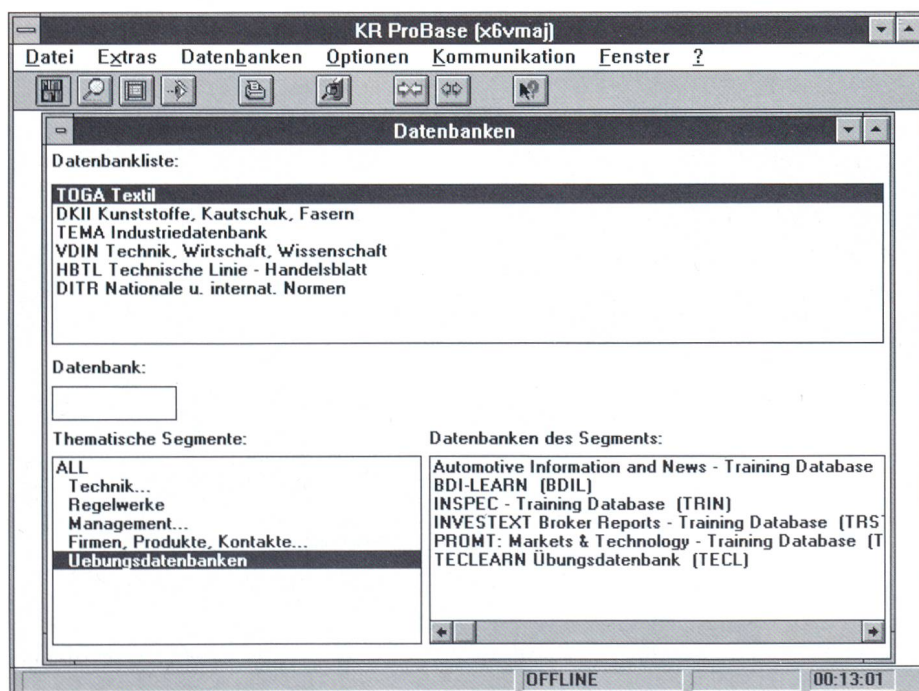 KR ProBase (x6vmaj)
Datei Extras Datenbanken Optionen Kommunikation Fenster ?
Datenbanken
Datenbankliste:
TOGA Textil
DKII Kunststoffe, Kautschuk, Fasern
TEMA Industriedatenbank
VDIN Technik, Wirtschaft, Wissenschaft
HBTL Technische Linie - Handelsblatt
DITR Nationale u. internat. Normen
Datenbank:
Thematische Segmente:
ALL
Technik...
Regelwerke
Management...
Firmen, Produkte, Kontakte...
Uebungsdatenbanken
Datenbanken des Segments:
Automotive Information and News - Training Database
BDI-LEARN (BDIL)
INSPEC - Training Database (TRIN)
INVESTEXT Broker Reports - Training Database (TRS
PROMT: Markets & Technology - Training Database (T
TECLEARN Übungsdatenbank (TECL)
OFFLINE 00:13:01